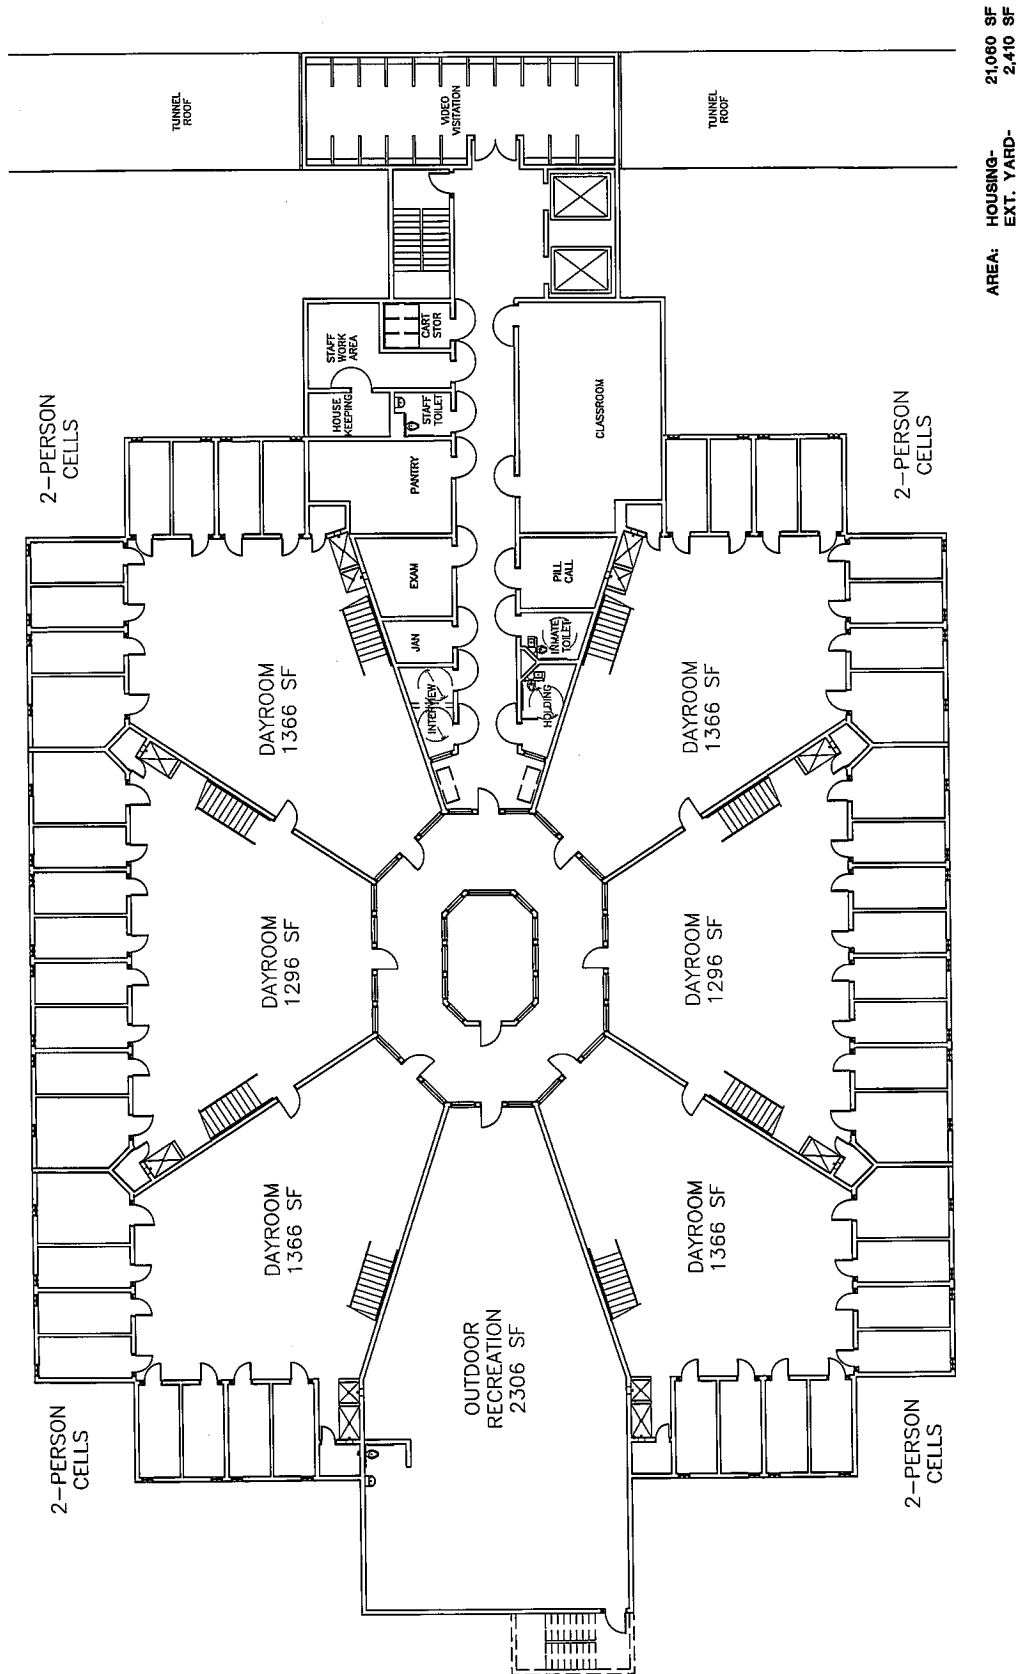 TUNNEL
ROOF
VIDEO
VISITATION
TUNNEL
ROOF
AREA: HOUSING- 21,060 SF
EXT. YARD- 2,410 SF
STAFF
WORK
AREA
CART
STOR
HOUSE
KEEPING
STAFF
TOILET
CLASSROOM
2-PERSON
CELLS
2-PERSON
CELLS
PANTRY
EXAM
PILL
CALL
JAN
INMATE
TOILET
INTERVIEW
HOLDING
DAYROOM
1366 SF
DAYROOM
1366 SF
DAYROOM
1296 SF
DAYROOM
1296 SF
DAYROOM
1366 SF
DAYROOM
1366 SF
OUTDOOR
RECREATION
2306 SF
2-PERSON
CELLS
2-PERSON
CELLS